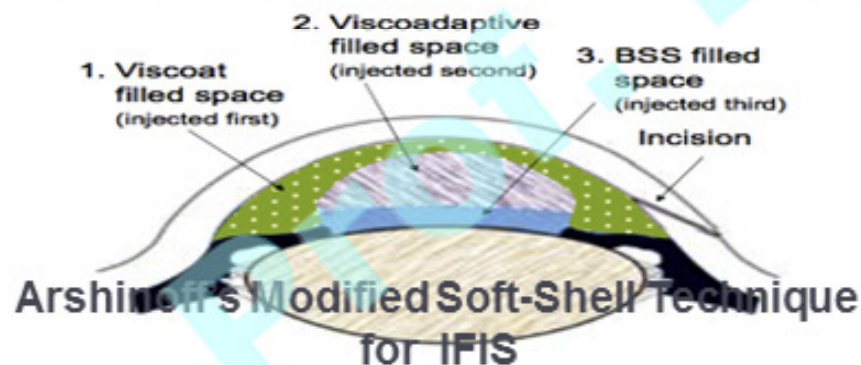 1. Viscoat
filled space
(injected first)
2. Viscoadaptive
filled space
(injected second)
3. BSS filled
space
(injected third)
Incision
Arshinoff's Modified Soft-Shell Technique
for IFIS